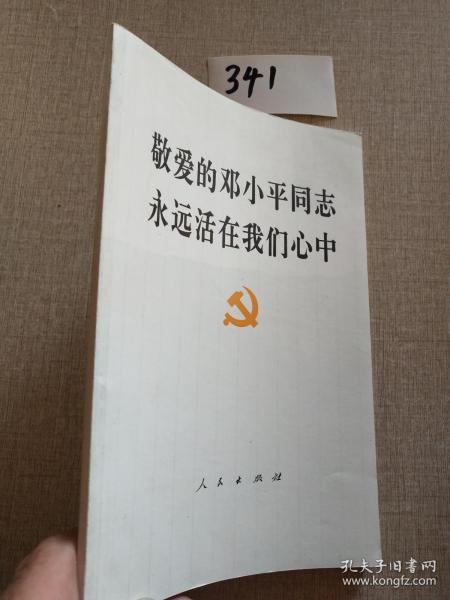 341
敬爱的邓小平同志
永远活在我们心中
人民出版社
孔夫子旧书网
www.kongfz.com